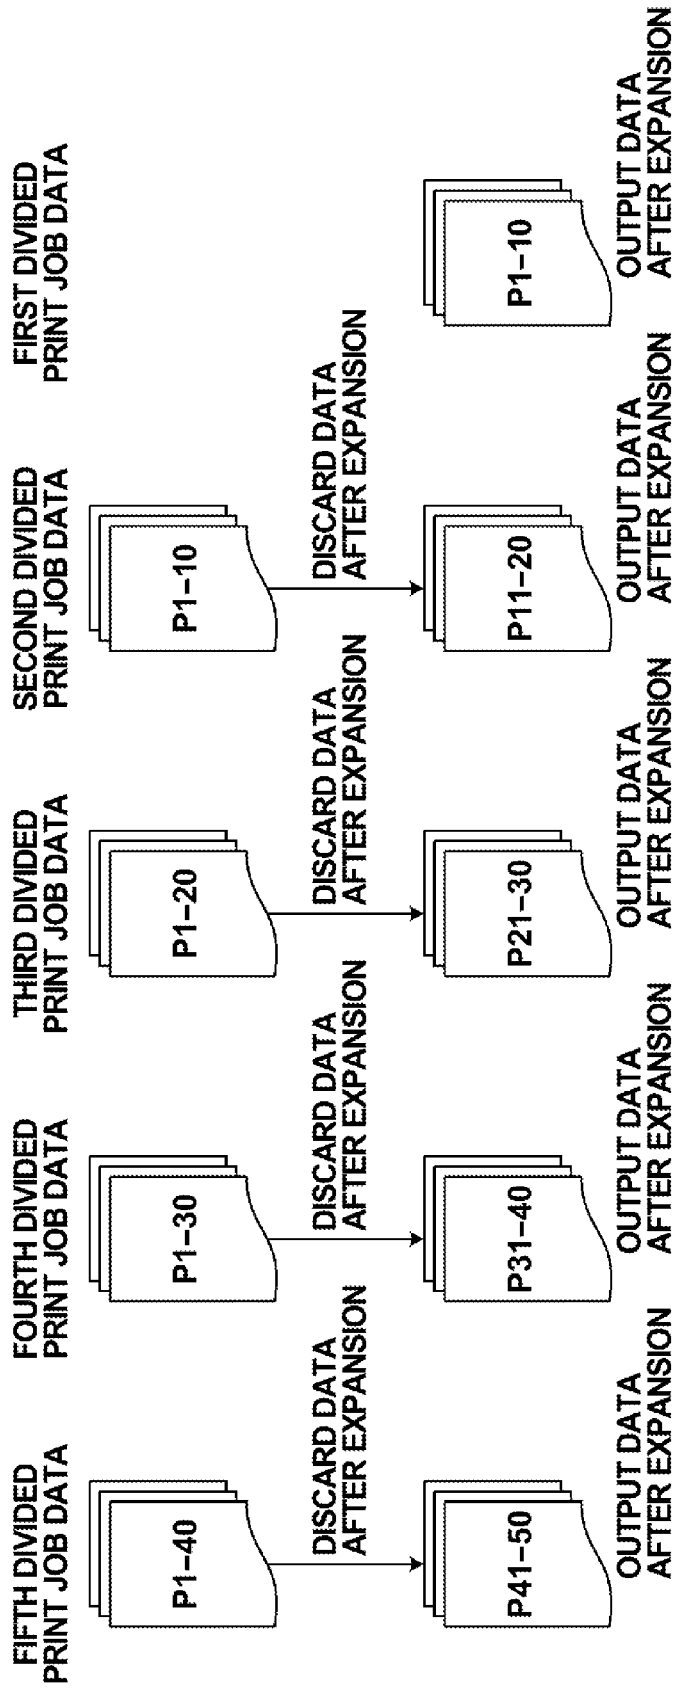 FIFTH DIVIDED
PRINT JOB DATA
FOURTH DIVIDED
PRINT JOB DATA
THIRD DIVIDED
PRINT JOB DATA
SECOND DIVIDED
PRINT JOB DATA
FIRST DIVIDED
PRINT JOB DATA
P1-40
P1-30
P1-20
P1-10
DISCARD DATA
AFTER EXPANSION
DISCARD DATA
AFTER EXPANSION
DISCARD DATA
AFTER EXPANSION
DISCARD DATA
AFTER EXPANSION
P41-50
P31-40
P21-30
P11-20
P1-10
OUTPUT DATA
AFTER EXPANSION
OUTPUT DATA
AFTER EXPANSION
OUTPUT DATA
AFTER EXPANSION
OUTPUT DATA
AFTER EXPANSION
OUTPUT DATA
AFTER EXPANSION